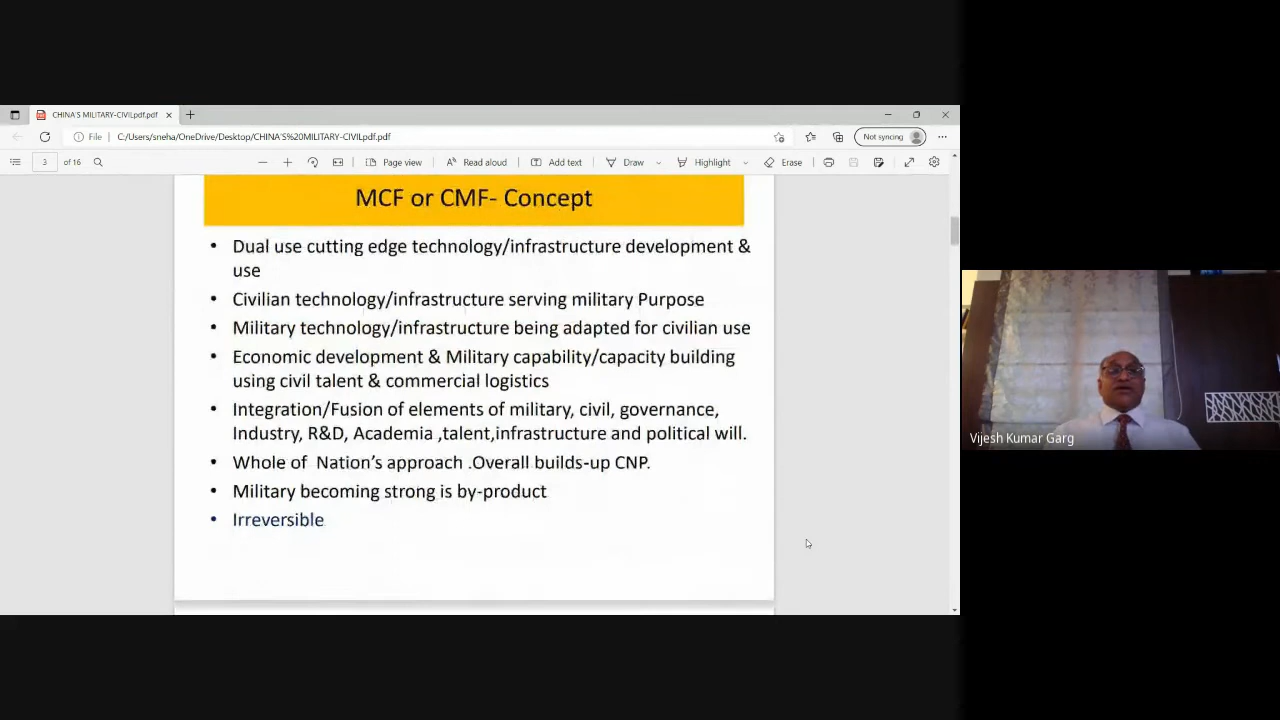 CHINA'S MILITARY-CIVILpdf.pdf
File
C:/Users/sneha/OneDrive/Desktop/CHINA'S%20MILITARY-CIVILpdf.pdf
Not syncing
3 of 16
Page view
Read aloud
Add text
Draw
Highlight
Erase
MCF or CMF- Concept
• Dual use cutting edge technology/infrastructure development &
use
• Civilian technology/infrastructure serving military Purpose
• Military technology/infrastructure being adapted for civilian use
• Economic development & Military capability/capacity building
using civil talent & commercial logistics
• Integration/Fusion of elements of military, civil, governance,
Industry, R&D, Academia ,talent,infrastructure and political will.
• Whole of Nation's approach .Overall builds-up CNP.
• Military becoming strong is by-product
• Irreversible
Vijesh Kumar Garg